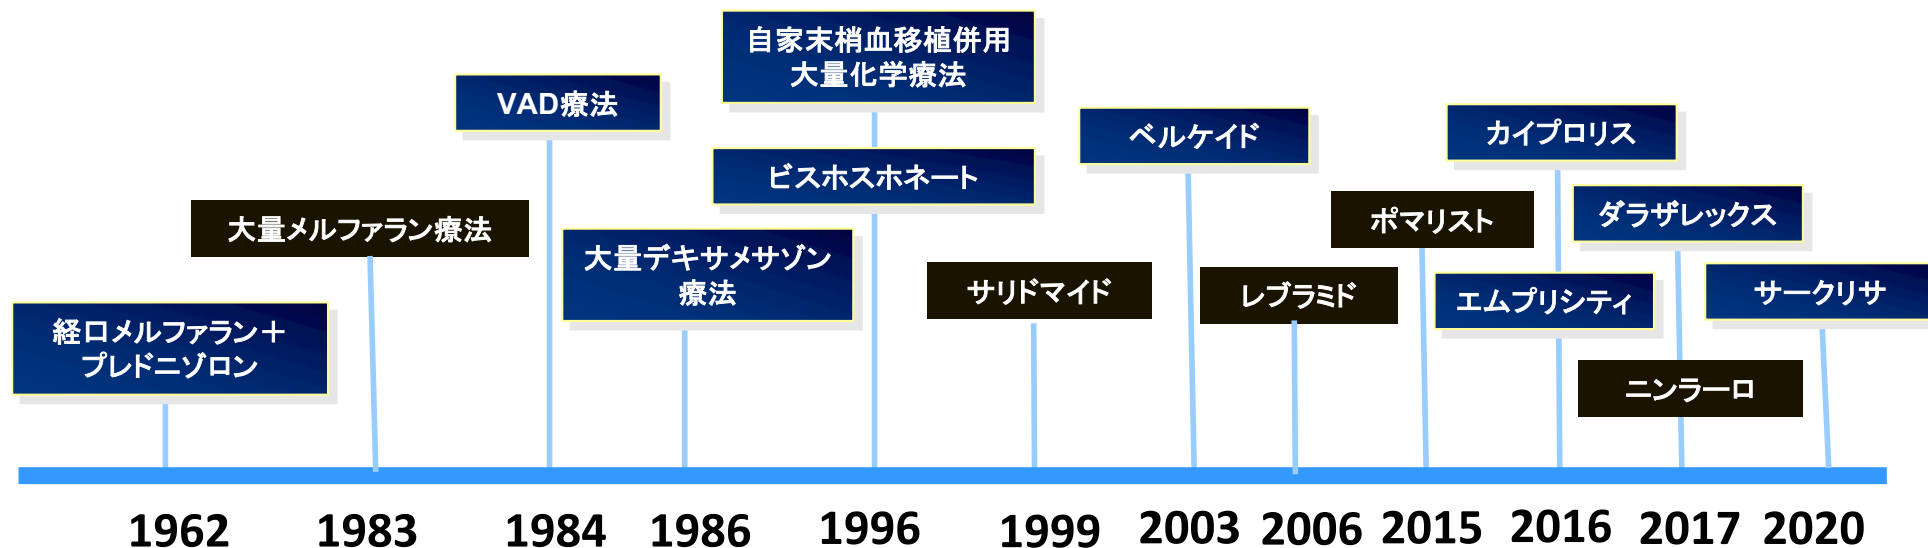 自家末梢血移植併用
大量化学療法
VAD療法
ベルケイド
カイプロリス
ビスホスホネート
大量メルファラン療法
ポマリスト
ダラザレックス
大量デキサメサゾン
療法
サリドマイド
レブラミド
エムプリシティ
サークリサ
経口メルファラン＋
プレドニゾロン
ニンラーロ
1962
1983
1984
1986
1996
1999
2003
2006
2015
2016
2017
2020